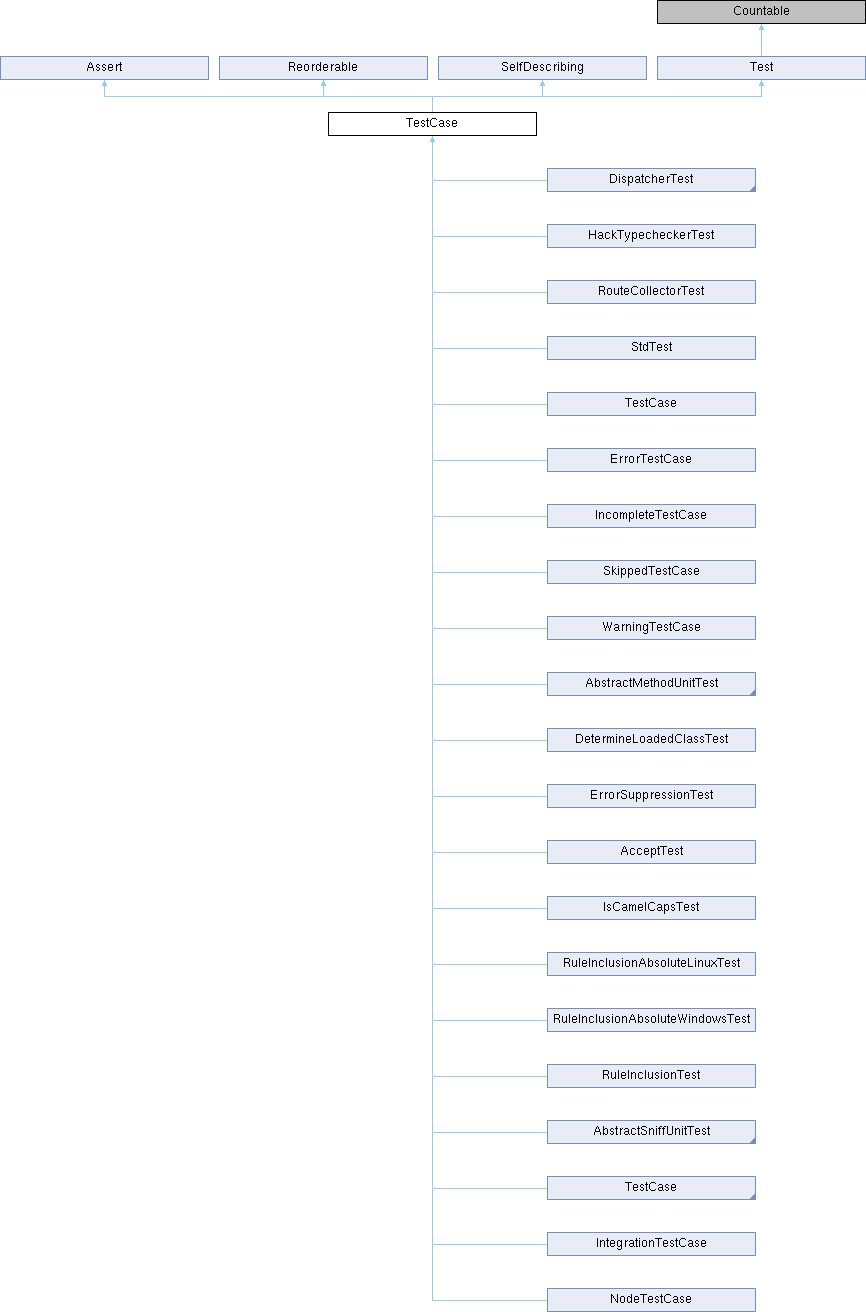 Countable
Assert
Reorderable
SelfDescribing
Test
TestCase
DispatcherTest
HackTypecheckerTest
RouteCollectorTest
StdTest
TestCase
ErrorTestCase
IncompleteTestCase
SkippedTestCase
WarningTestCase
AbstractMethodUnitTest
DetermineLoadedClassTest
ErrorSuppressionTest
AcceptTest
IsCamelCapsTest
RuleInclusionAbsoluteLinuxTest
RuleInclusionAbsoluteWindowsTest
RuleInclusionTest
AbstractSniffUnitTest
TestCase
IntegrationTestCase
NodeTestCase